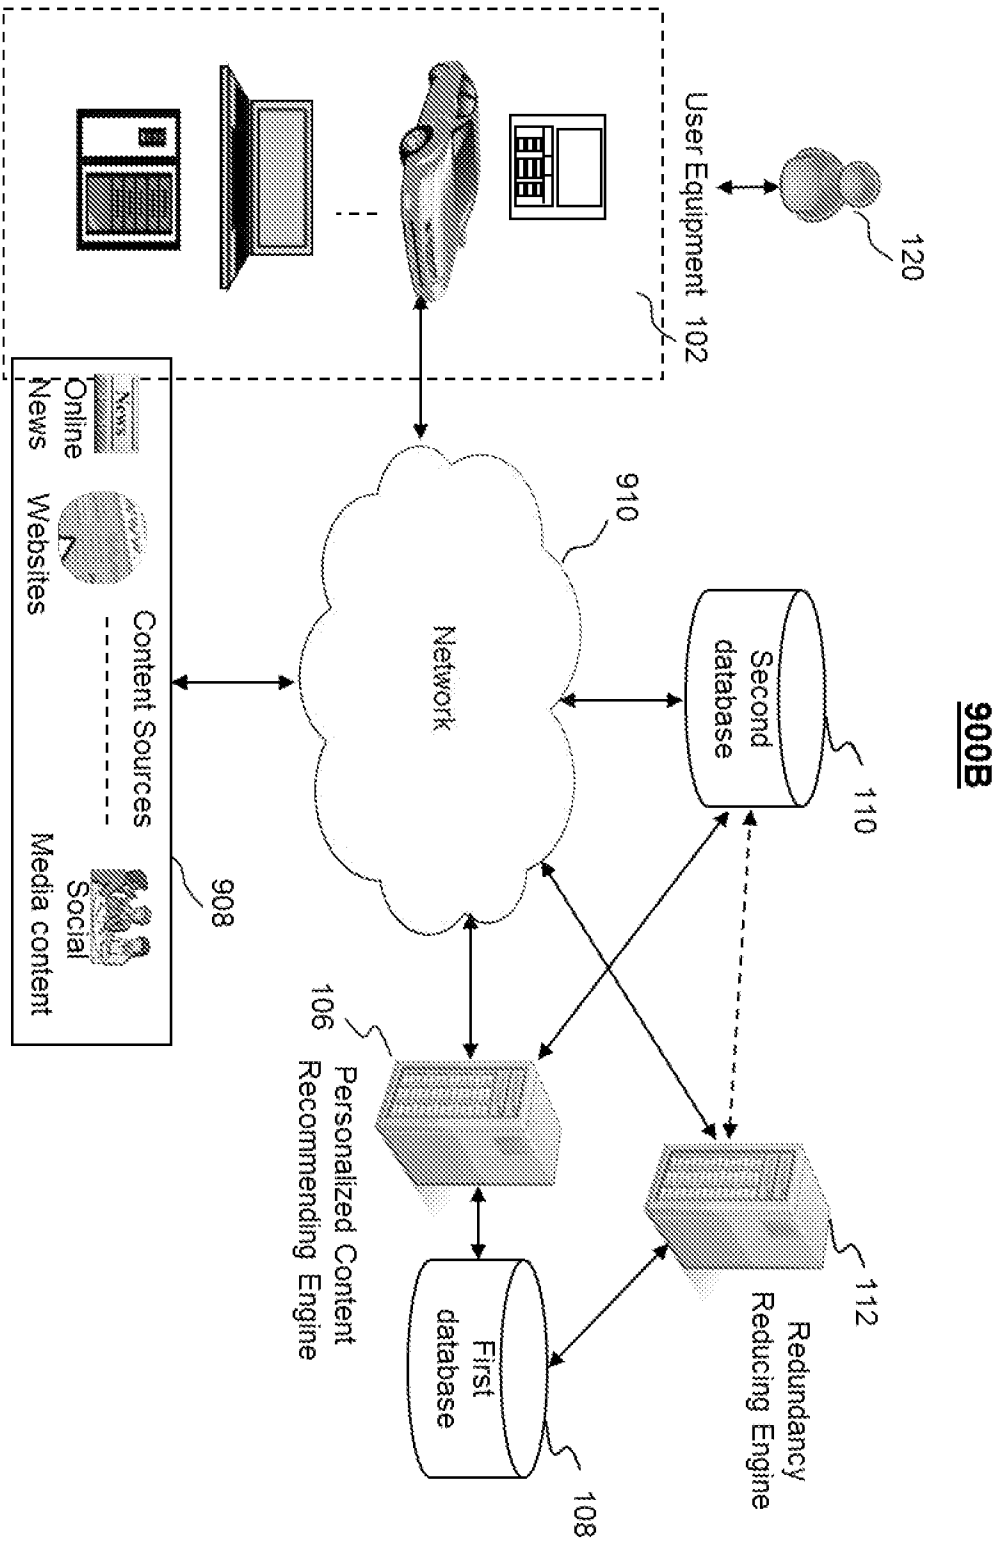 900B
120
User Equipment 102
910
Network
Second
database
110
112
Redundancy
Reducing Engine
106
Personalized Content
Recommending Engine
First
database
108
908
Content Sources
News
Online
News
Websites
Social
Media content